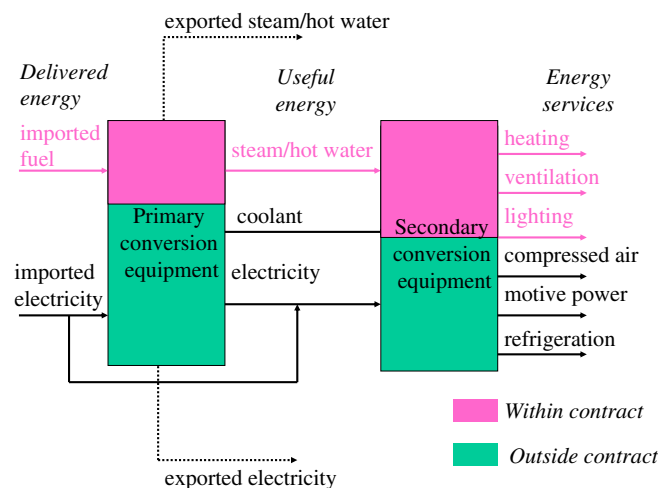 exported steam/hot water
Delivered
energy
Useful
energy
Energy
services
imported
fuel
steam/hot water
heating
ventilation
lighting
Primary
conversion
equipment
coolant
Secondary
conversion
equipment
imported
electricity
electricity
compressed air
motive power
refrigeration
Within contract
Outside contract
exported electricity